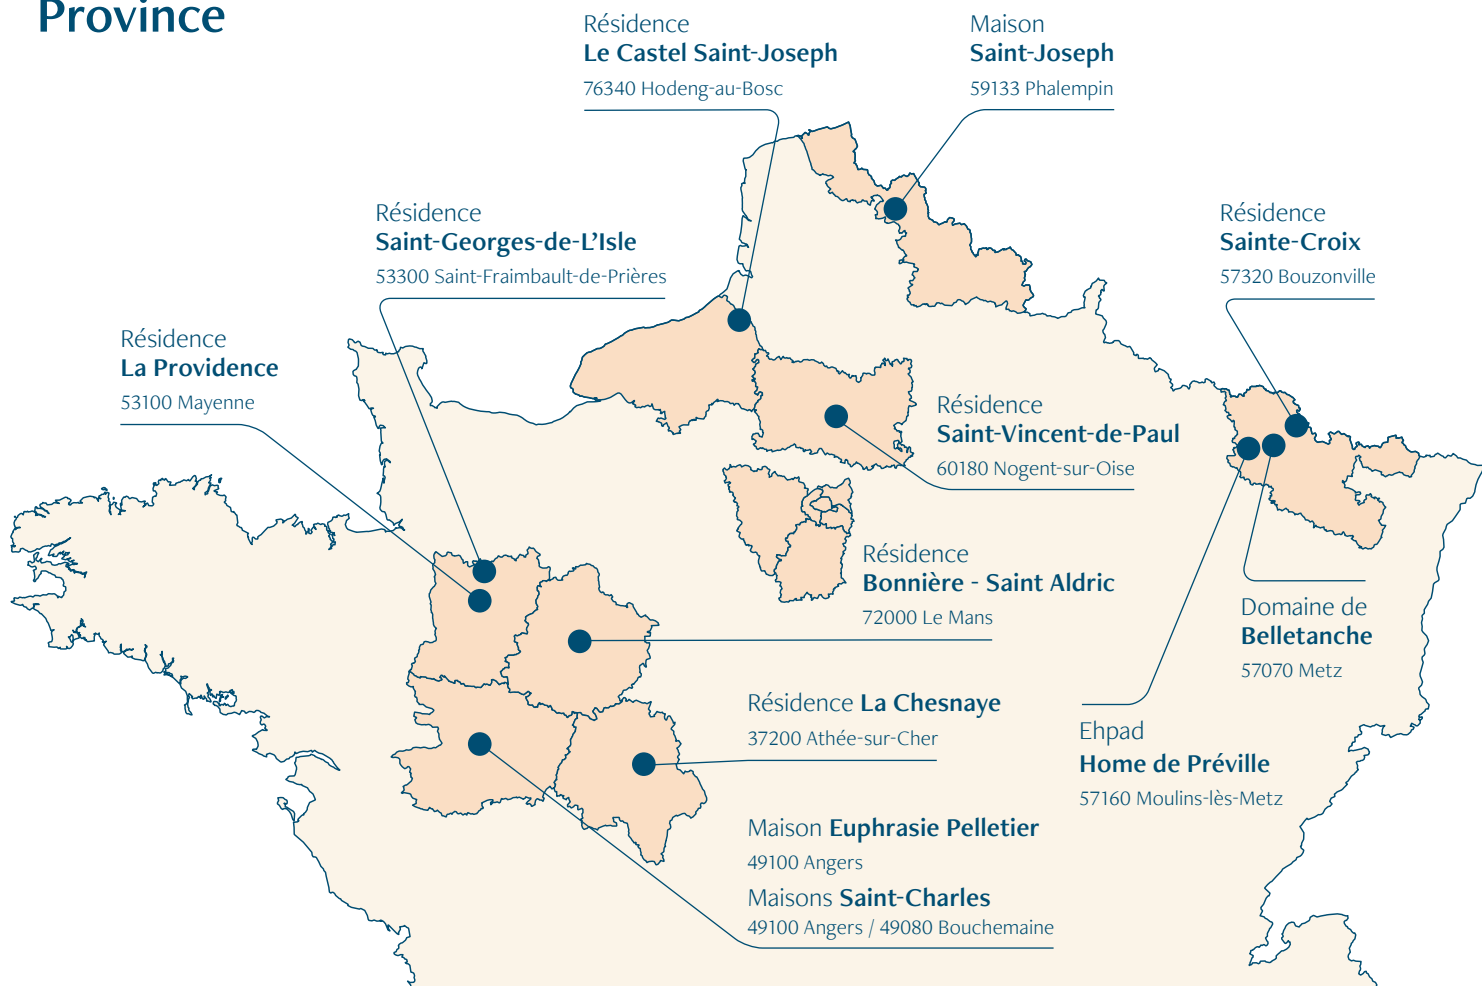 Province
Résidence
Le Castel Saint-Joseph
76340 Hodeng-au-Bosc
Maison
Saint-Joseph
59133 Phalempin
Résidence
Saint-Georges-de-L’Isle
53300 Saint-Fraimbault-de-Prières
Résidence
Sainte-Croix
57320 Bouzonville
Résidence
La Providence
53100 Mayenne
Résidence
Saint-Vincent-de-Paul
60180 Nogent-sur-Oise
Résidence
Bonnière - Saint Aldric
72000 Le Mans
Domaine de
Belletanche
57070 Metz
Résidence La Chesnaye
37200 Athée-sur-Cher
Ehpad
Home de Préville
57160 Moulins-lès-Metz
Maison Euphrasie Pelletier
49100 Angers
Maisons Saint-Charles
49100 Angers / 49080 Bouchemaine